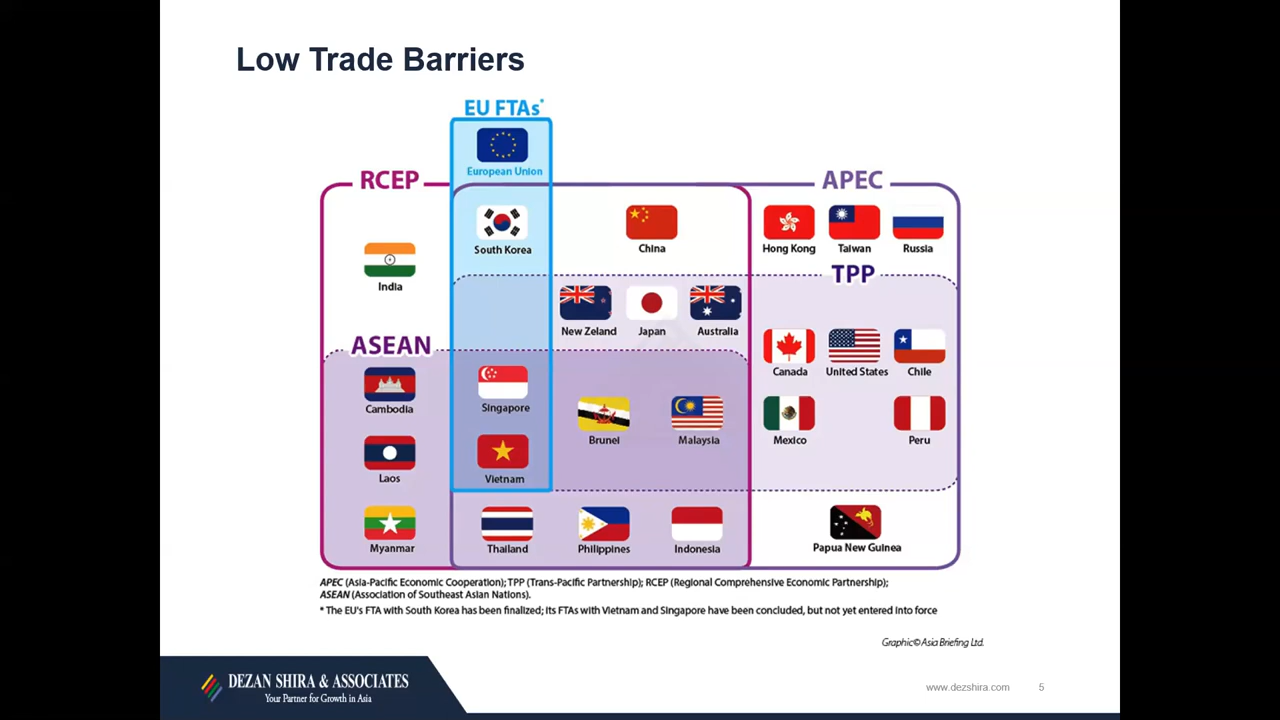 Low Trade Barriers
EU FTAs*
European Union
RCEP
APEC
South Korea
China
Hong Kong
Taiwan
Russia
India
TPP
New Zeland
Japan
Australia
ASEAN
Canada
United States
Chile
Cambodia
Singapore
Brunei
Malaysia
Mexico
Peru
Laos
Vietnam
Myanmar
Thailand
Philippines
Indonesia
Papua New Guinea
APEC (Asia-Pacific Economic Cooperation); TPP (Trans-Pacific Partnership); RCEP (Regional Comprehensive Economic Partnership);
ASEAN (Association of Southeast Asian Nations).
* The EU's FTA with South Korea has been finalized; its FTAs with Vietnam and Singapore have been concluded, but not yet entered into force
Graphic© Asia Briefing Ltd.
DEZAN SHIRA & ASSOCIATES
Your Partner for Growth in Asia
www.dezshira.com 5